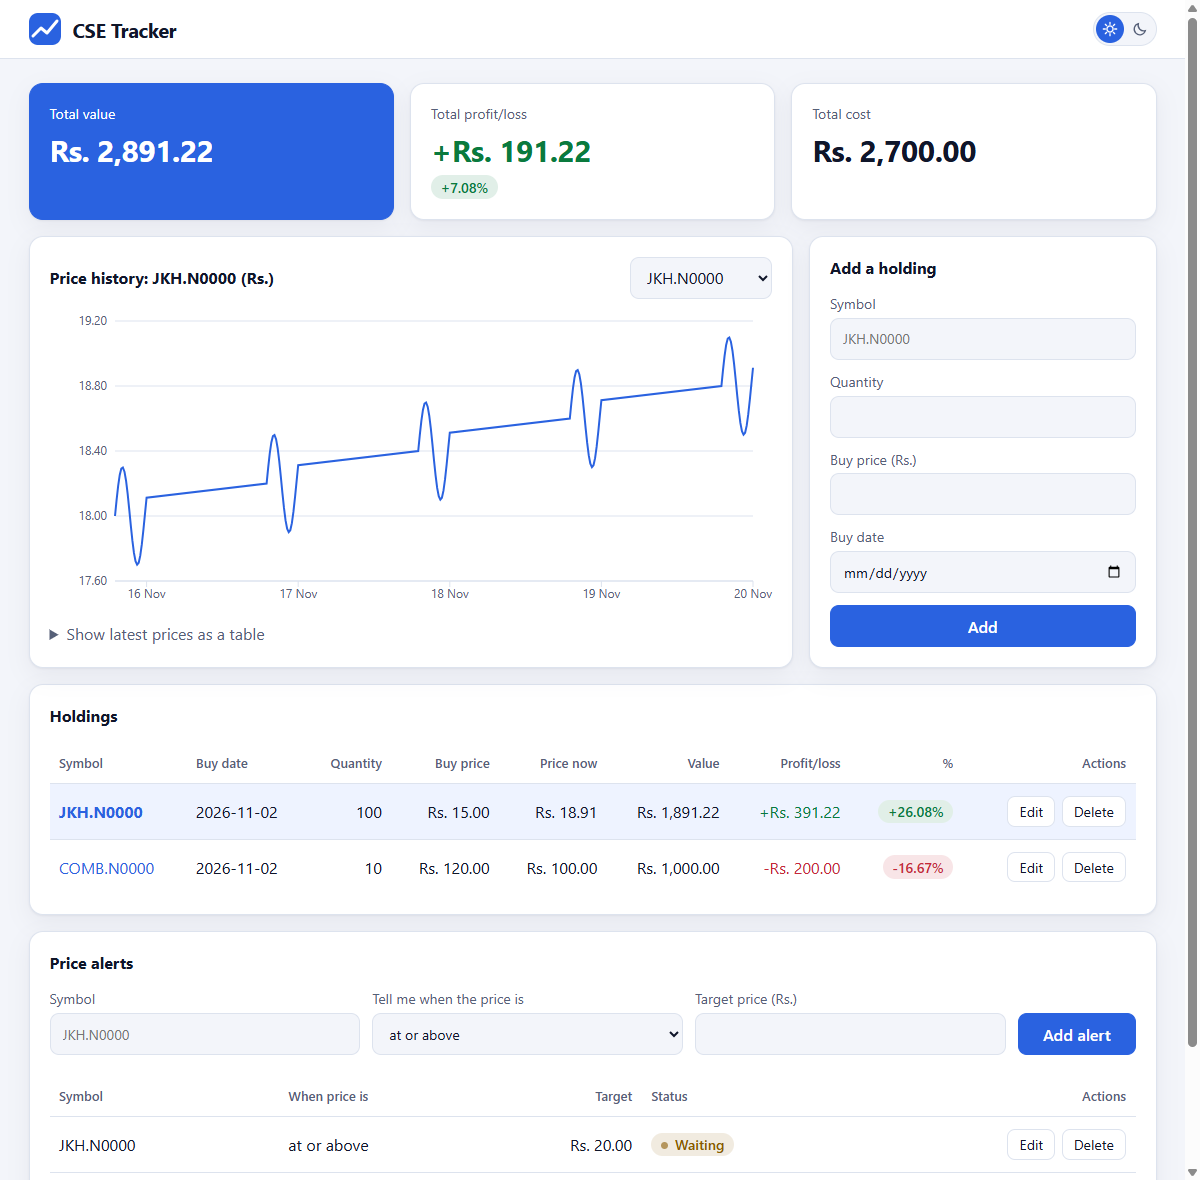 CSE Tracker
Total value
Rs. 2,891.22
Total profit/loss
+Rs. 191.22
+7.08%
Total cost
Rs. 2,700.00
Price history: JKH.N0000 (Rs.)
JKH.N0000
19.20
18.80
18.40
18.00
17.60
16 Nov 17 Nov 18 Nov 19 Nov 20 Nov
Show latest prices as a table
Add a holding
Symbol
JKH.N0000
Quantity
Buy price (Rs.)
Buy date
mm/dd/yyyy
Add
Holdings
Symbol Buy date Quantity Buy price Price now Value Profit/loss % Actions
JKH.N0000 2026-11-02 100 Rs. 15.00 Rs. 18.91 Rs. 1,891.22 +Rs. 391.22 +26.08% Edit Delete
COMB.N0000 2026-11-02 10 Rs. 120.00 Rs. 100.00 Rs. 1,000.00 -Rs. 200.00 -16.67% Edit Delete
Price alerts
Symbol Tell me when the price is Target price (Rs.)
JKH.N0000 at or above Add alert
Symbol When price is Target Status Actions
JKH.N0000 at or above Rs. 20.00 Waiting Edit Delete